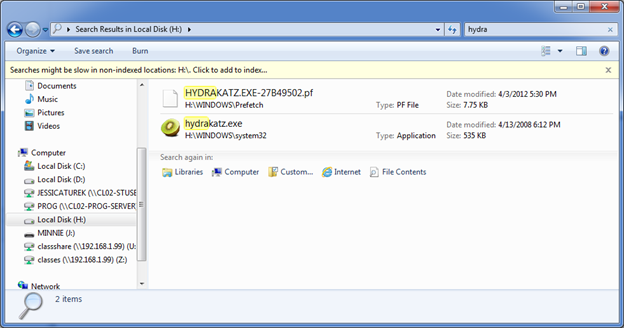 Search Results in Local Disk (H:)
hydra
Organize
Save search
Burn
Searches might be slow in non-indexed locations: H:\. Click to add to index...
Documents
Music
Pictures
Videos
Computer
Local Disk (C:)
Local Disk (D:)
JESSICATUREK (\\CL02-STUSE
PROG (\\CL02-PROG-SERVER
Local Disk (H:)
MINNIE (J:)
classshare (\\192.168.1.99) (U:
classes (\\192.168.1.99) (Z:)
Network
HYDRAKATZ.EXE-27B49502.pf
H:\WINDOWS\Prefetch
Type: PF File
Date modified: 4/3/2012 5:30 PM
Size: 7.75 KB
hydrakatz.exe
H:\WINDOWS\system32
Type: Application
Date modified: 4/13/2008 6:12 PM
Size: 535 KB
Search again in:
Libraries
Computer
Custom...
Internet
File Contents
2 items